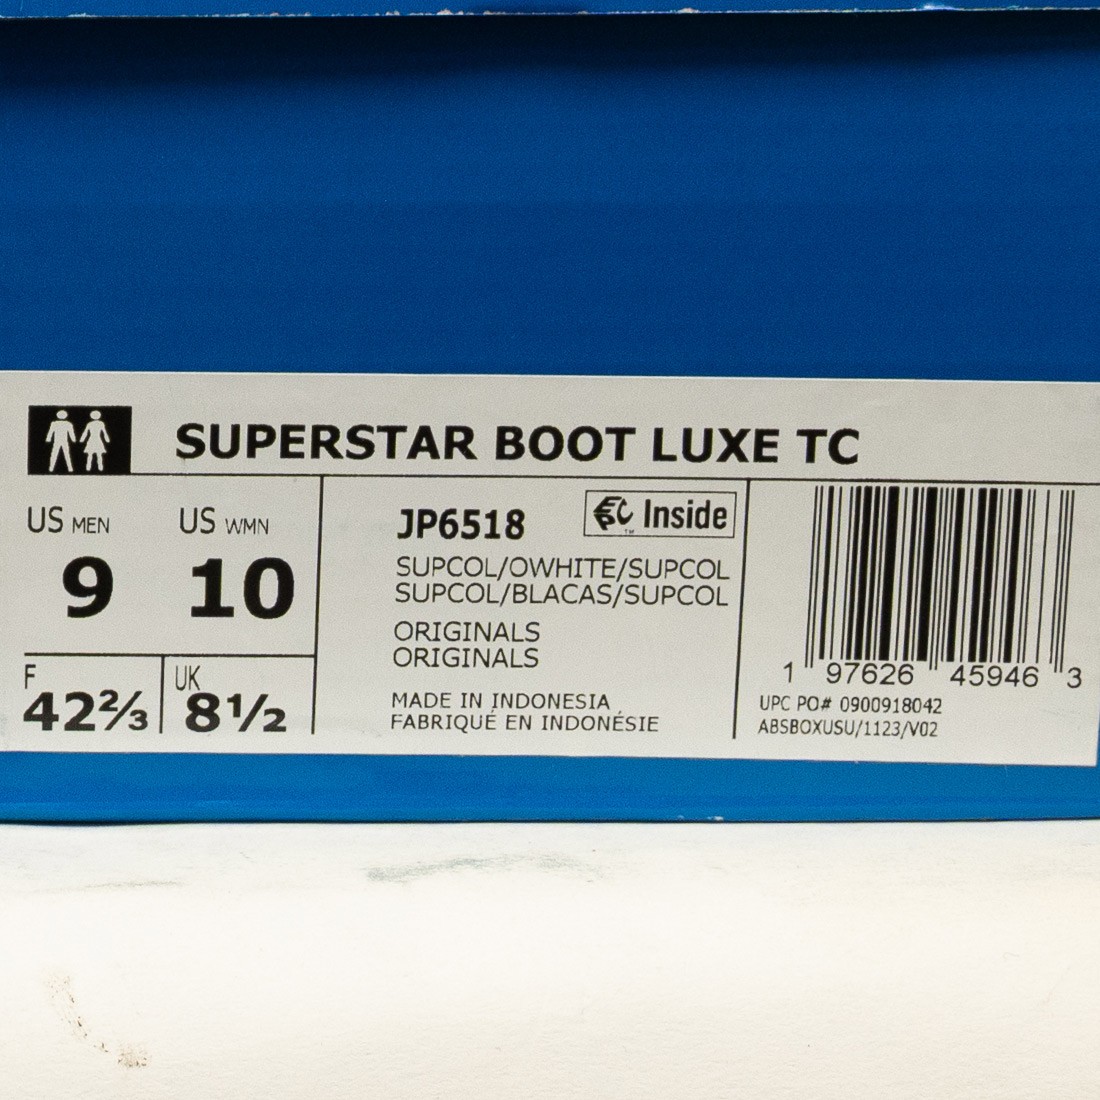 SUPERSTAR BOOT LUXE TC
US MEN
9
US WMN
10
F
42⅔
UK
8½
JP6518
EPC Inside
TM
SUPCOL/OWHITE/SUPCOL
SUPCOL/BLACAS/SUPCOL
ORIGINALS
ORIGINALS
MADE IN INDONESIA
FABRIQUÉ EN INDONÉSIE
1 97626 45946 3
UPC PO# 0900918042
ABSBOXUSU/1123/V02